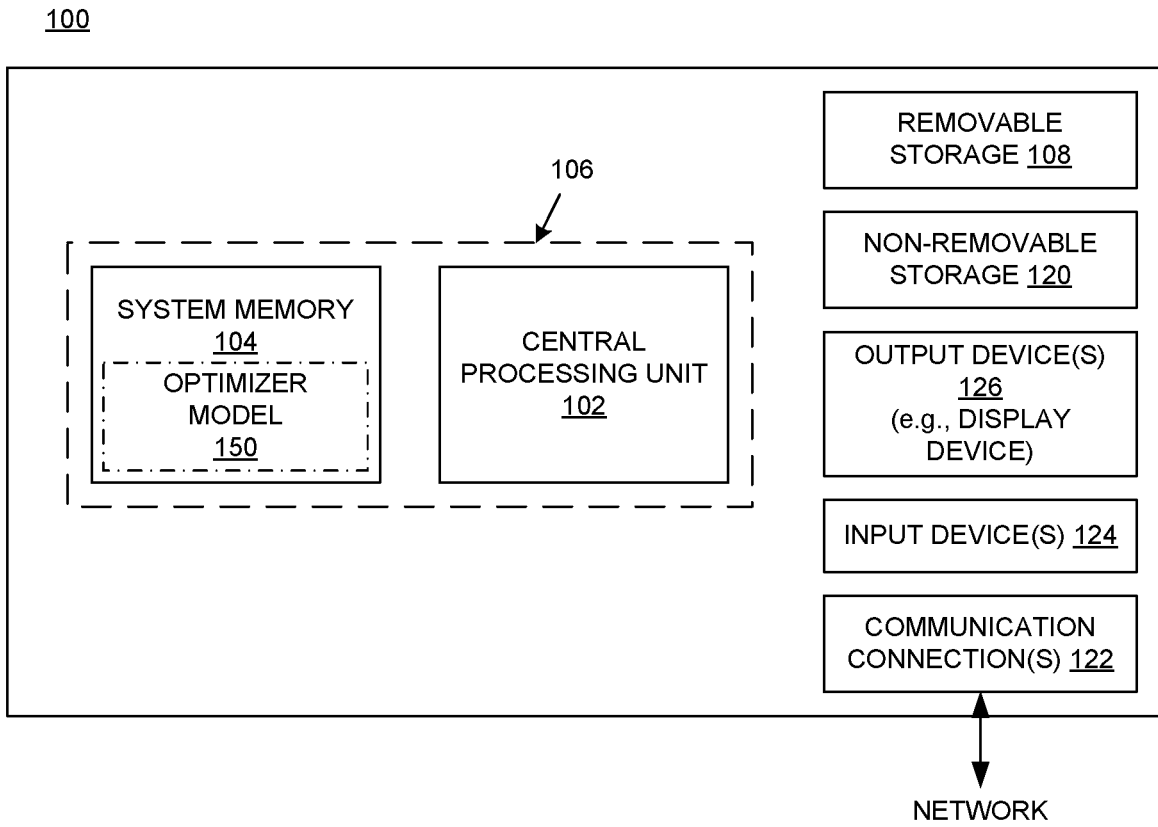 100
106
SYSTEM MEMORY
104
OPTIMIZER
MODEL
150
CENTRAL
PROCESSING UNIT
102
REMOVABLE
STORAGE 108
NON-REMOVABLE
STORAGE 120
OUTPUT DEVICE(S)
126
(e.g., DISPLAY
DEVICE)
INPUT DEVICE(S) 124
COMMUNICATION
CONNECTION(S) 122
NETWORK